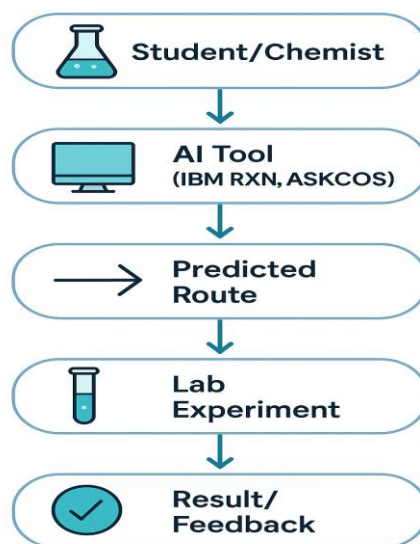 Student/Chemist
AI Tool
(IBM RXN, ASKCOS)
Predicted
Route
Lab
Experiment
Result/
Feedback